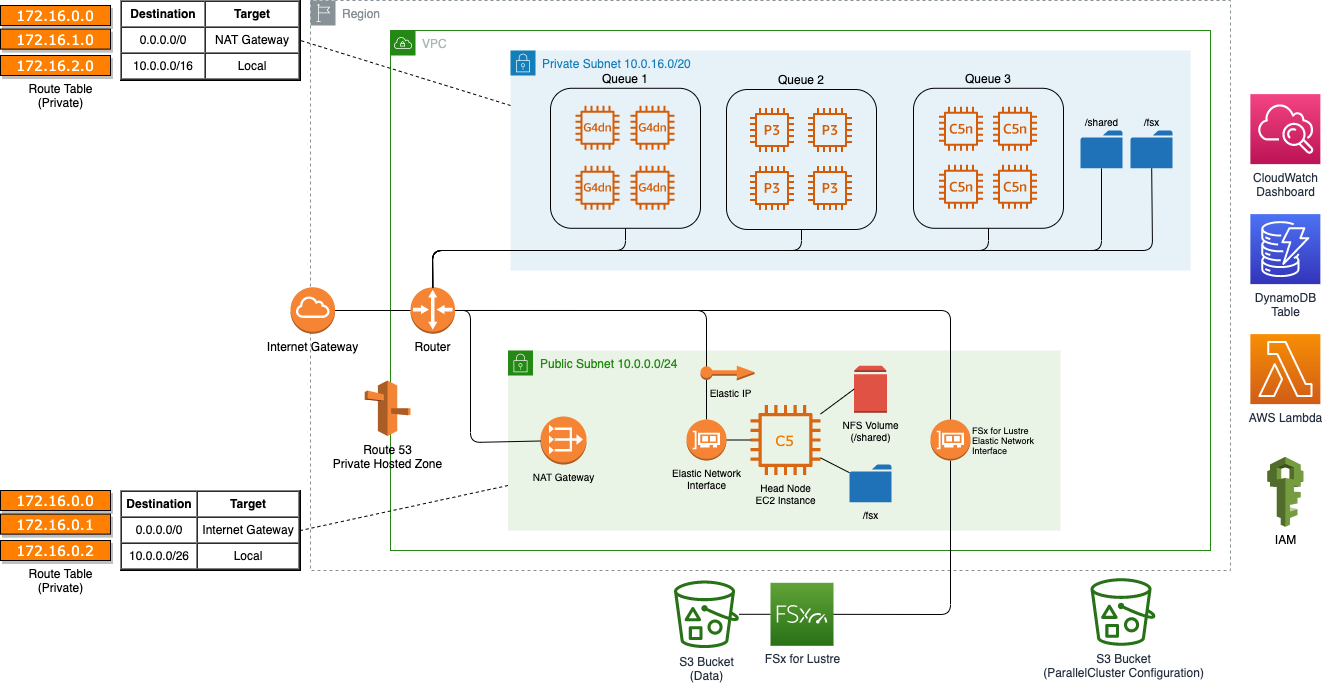 172.16.0.0
172.16.1.0
172.16.2.0
Route Table
(Private)
Destination Target
0.0.0.0/0 NAT Gateway
10.0.0.0/16 Local
Region
VPC
Private Subnet 10.0.16.0/20
Queue 1
G4dn G4dn
G4dn G4dn
Queue 2
P3 P3
P3 P3
Queue 3
C5n C5n
C5n C5n
/shared
/fsx
Internet Gateway
Router
Route 53
Private Hosted Zone
Public Subnet 10.0.0.0/24
NAT Gateway
Elastic IP
Elastic Network
Interface
C5
Head Node
EC2 Instance
NFS Volume
(/shared)
/fsx
FSx for Lustre
Elastic Network
Interface
172.16.0.0
172.16.0.1
172.16.0.2
Route Table
(Private)
Destination Target
0.0.0.0/0 Internet Gateway
10.0.0.0/26 Local
S3 Bucket
(Data)
FSx
FSx for Lustre
S3 Bucket
(ParallelCluster Configuration)
CloudWatch
Dashboard
DynamoDB
Table
AWS Lambda
IAM